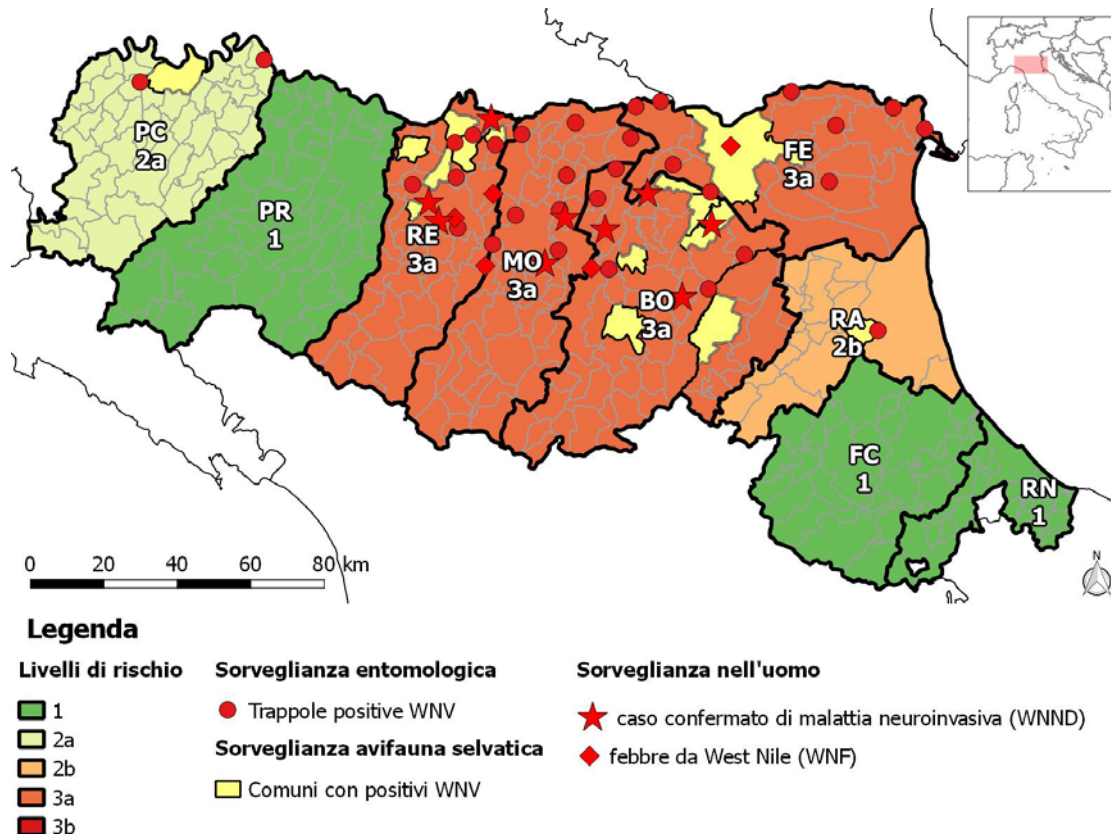 PC
2a
PR
1
RE
3a
MO
3a
BO
3a
FE
3a
RA
2b
FC
1
RN
1
0 20 40 60 80 km
N
Legenda
Livelli di rischio
1
2a
2b
3a
3b
Sorveglianza entomologica
Trappole positive WNV
Sorveglianza avifauna selvatica
Comuni con positivi WNV
Sorveglianza nell'uomo
caso confermato di malattia neuroinvasiva (WNND)
febbre da West Nile (WNF)